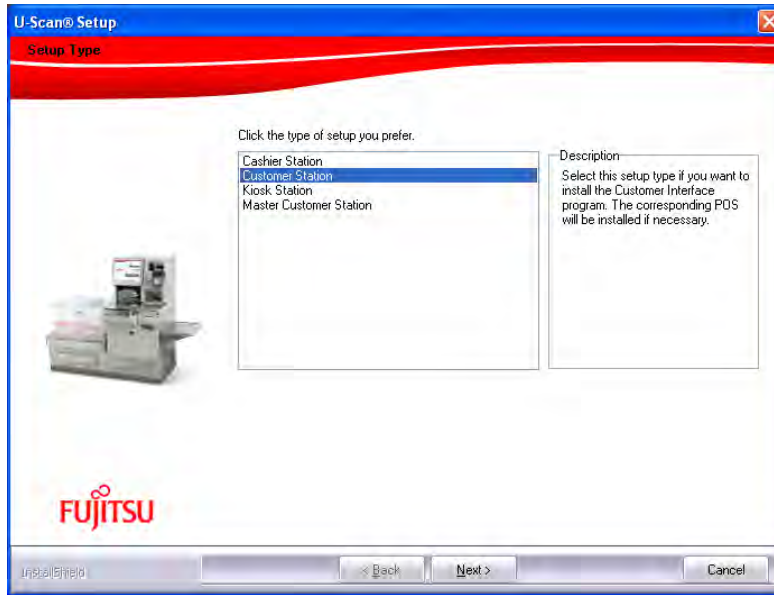 U-Scan® Setup
Setup Type
Click the type of setup you prefer.
Cashier Station
Customer Station
Kiosk Station
Master Customer Station
Description
Select this setup type if you want to
install the Customer Interface
program. The corresponding POS
will be installed if necessary.
FUJITSU
InstallShield
< Back
Next >
Cancel